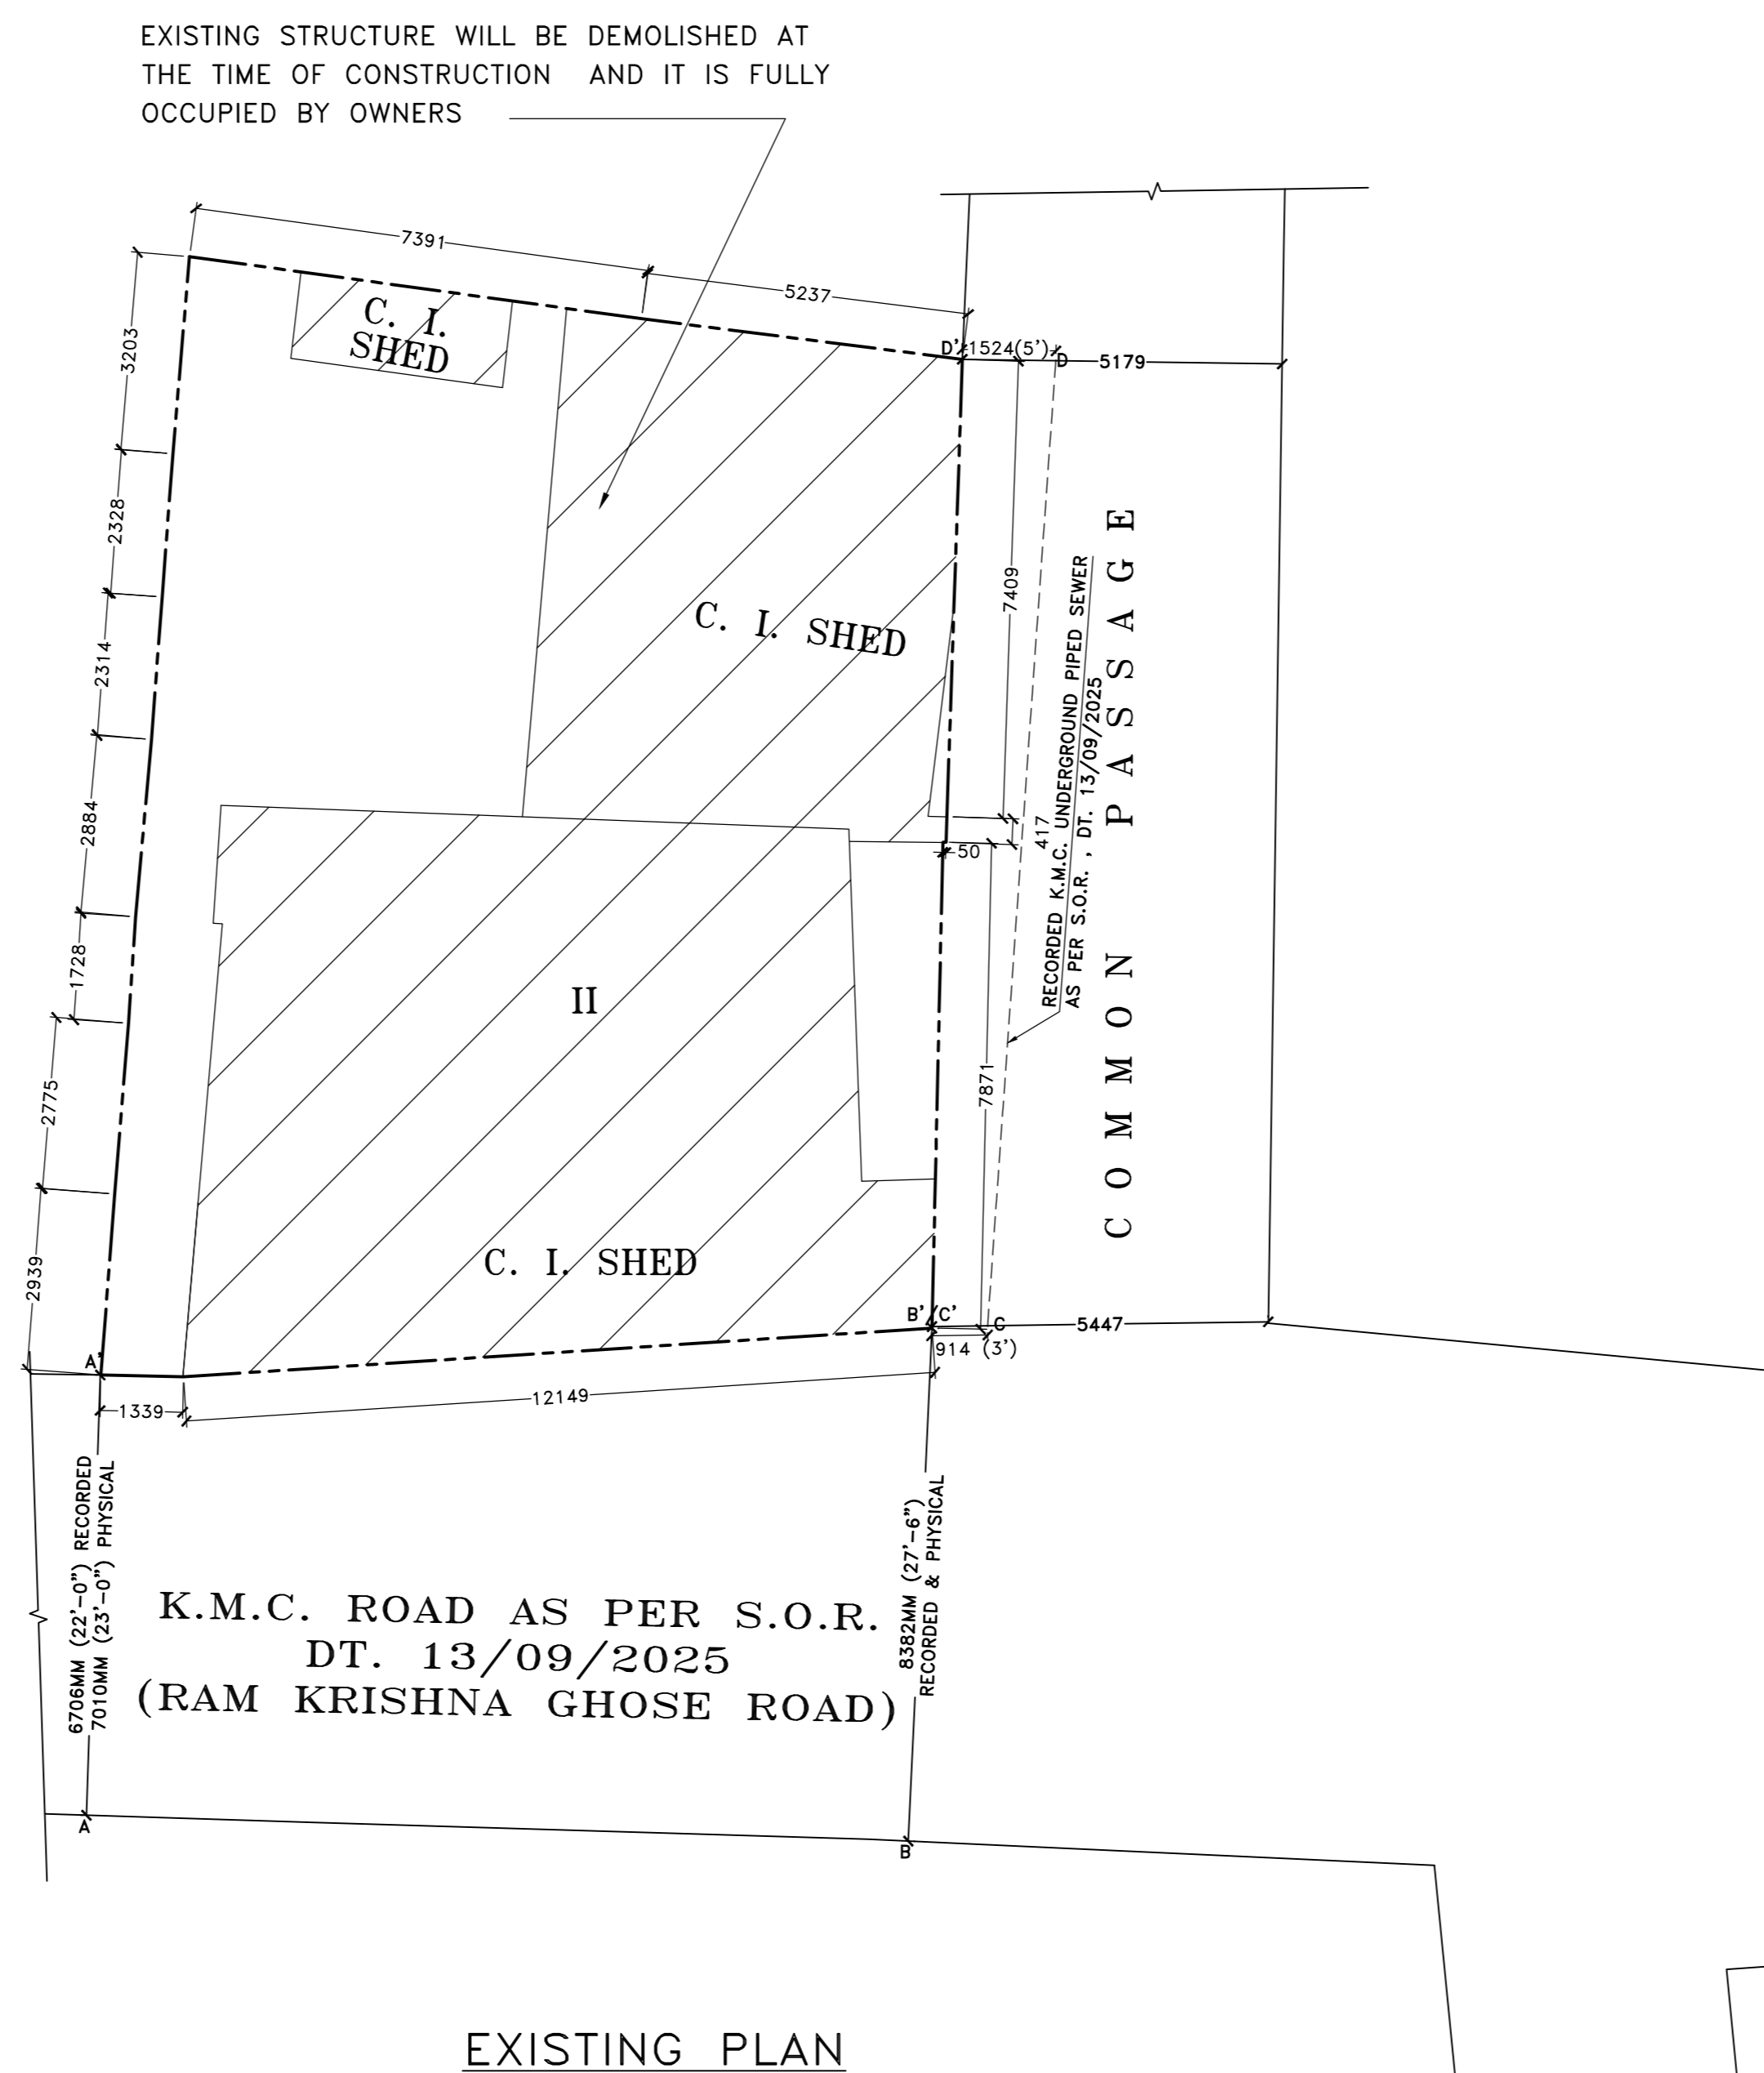 EXISTING STRUCTURE WILL BE DEMOLISHED AT
THE TIME OF CONSTRUCTION AND IT IS FULLY
OCCUPIED BY OWNERS
7391
5237
3203
2328
2314
2884
1728
2775
2939
C. I.
SHED
D'
1524(5')
D
5179
C. I. SHED
7409
417
50
7871
RECORDED K.M.C. UNDERGROUND PIPED SEWER
AS PER S.O.R. , DT. 13/09/2025
COMMON PASSAGE
II
C. I. SHED
B'/C'
C
5447
914 (3')
A'
1339
12149
6706MM (22'-0") RECORDED
7010MM (23'-0") PHYSICAL
8382MM (27'-6")
RECORDED & PHYSICAL
K.M.C. ROAD AS PER S.O.R.
DT. 13/09/2025
(RAM KRISHNA GHOSE ROAD)
A
B
EXISTING PLAN